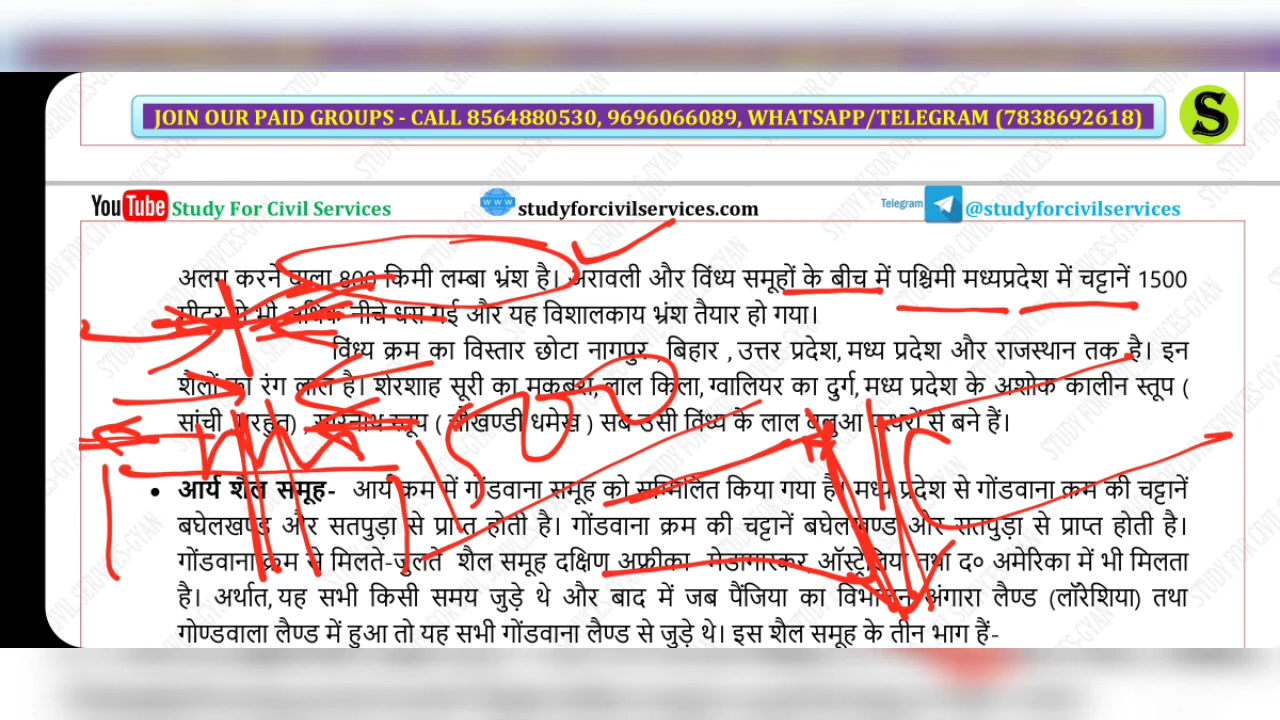 JOIN OUR PAID GROUPS - CALL 8564880530, 9696066089, WHATSAPP/TELEGRAM (7838692618)
S
YouTube Study For Civil Services www studyforcivilservices.com Telegram @studyforcivilservices
अलग करने वाला 800 किमी लम्बा भ्रंश है। अरावली और विंध्य समूहों के बीच में पश्चिमी मध्यप्रदेश में चट्टानें 1500
मीटर से भी अधिक नीचे धस गई और यह विशालकाय भ्रंश तैयार हो गया।
विंध्य क्रम का विस्तार छोटा नागपुर , बिहार , उत्तर प्रदेश, मध्य प्रदेश और राजस्थान तक है। इन
शैलों का रंग लाल है। शेरशाह सूरी का मकबरा, लाल किला, ग्वालियर का दुर्ग, मध्य प्रदेश के अशोक कालीन स्तूप (
सांची , स्तूप ( चौखण्डी धमेख ) सब उसी विंध्य के लाल बलुआ पत्थरों से बने हैं।
1500
• आर्य शैल समूह- आर्य क्रम में गोंडवाना समूह को सम्मिलित किया गया है। मध्य प्रदेश से गोंडवाना क्रम की चट्टानें
बघेलखण्ड और सतपुड़ा से प्राप्त होती है। गोंडवाना क्रम की चट्टानें बघेलखण्ड और सतपुड़ा से प्राप्त होती है।
गोंडवाना क्रम से मिलते-जुलते शैल समूह दक्षिण अफ्रीका मेडागास्कर, ऑस्ट्रेलिया तथा द० अमेरिका में भी मिलता
है। अर्थात, यह सभी किसी समय जुड़े थे और बाद में जब पैंजिया का विभाजन अंगारा लैण्ड (लॉरेशिया) तथा
गोण्डवाला लैण्ड में हुआ तो यह सभी गोंडवाना लैण्ड से जुड़े थे। इस शैल समूह के तीन भाग हैं-